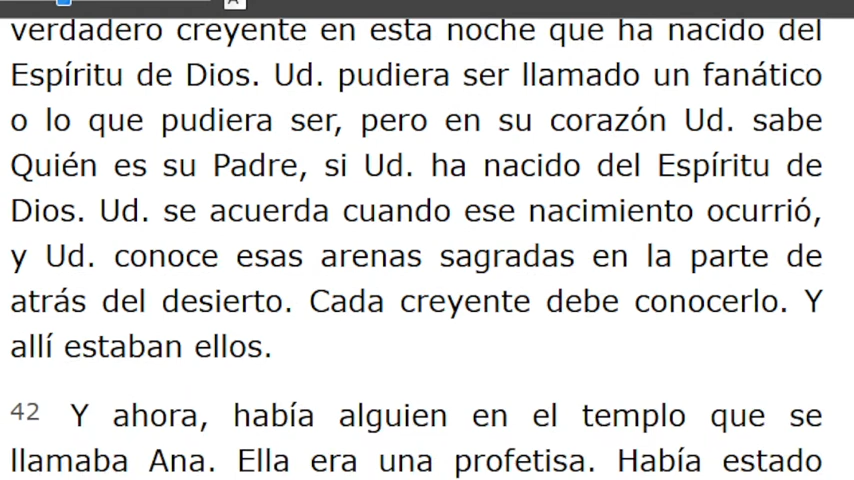 verdadero creyente en esta noche que ha nacido del
Espíritu de Dios. Ud. pudiera ser llamado un fanático
o lo que pudiera ser, pero en su corazón Ud. sabe
Quién es su Padre, si Ud. ha nacido del Espíritu de
Dios. Ud. se acuerda cuando ese nacimiento ocurrió,
y Ud. conoce esas arenas sagradas en la parte de
atrás del desierto. Cada creyente debe conocerlo. Y
allí estaban ellos.
42 Y ahora, había alguien en el templo que se
llamaba Ana. Ella era una profetisa. Había estado